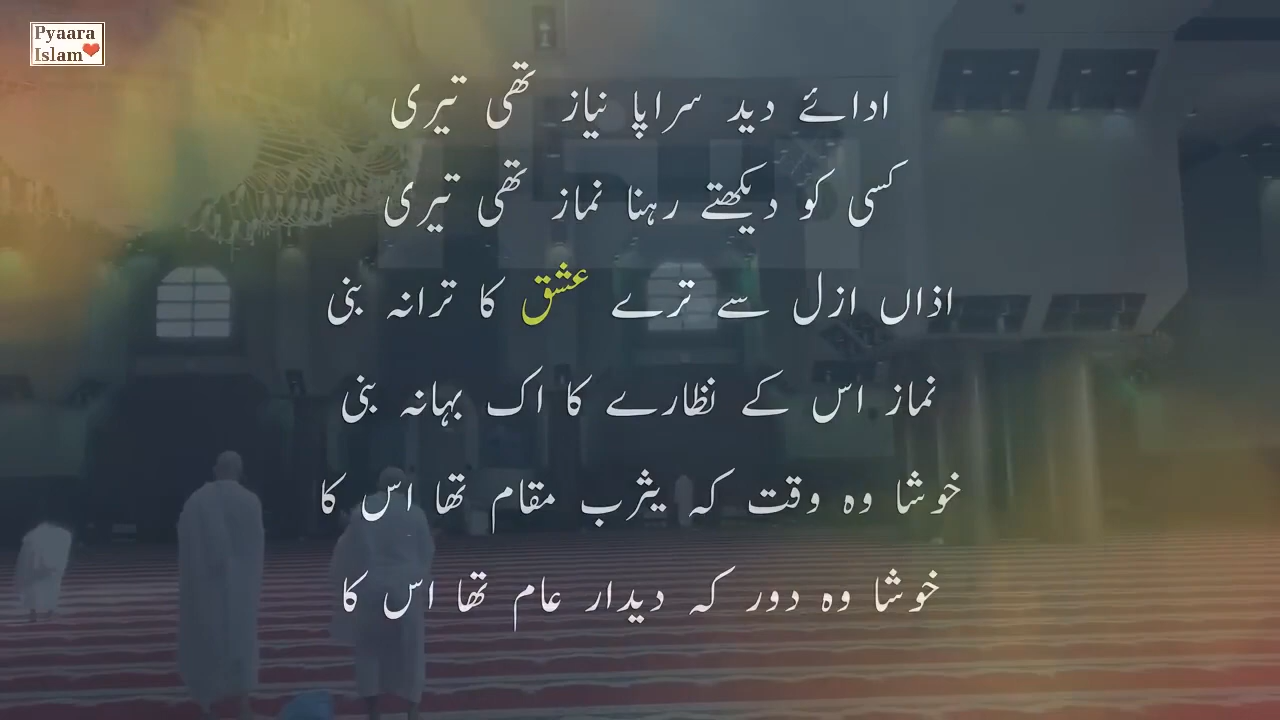 Pyaara
Islam
ادائے دید سراپا نیاز تھی تیری
کسی کو دیکھتے رہنا نماز تھی تیری
اذاں ازل سے ترے عشق کا ترانہ بنی
نماز اس کے نظارے کا اک بہانہ بنی
خوشا وہ وقت کہ یثرب مقام تھا اس کا
خوشا وہ دور کہ دیدار عام تھا اس کا